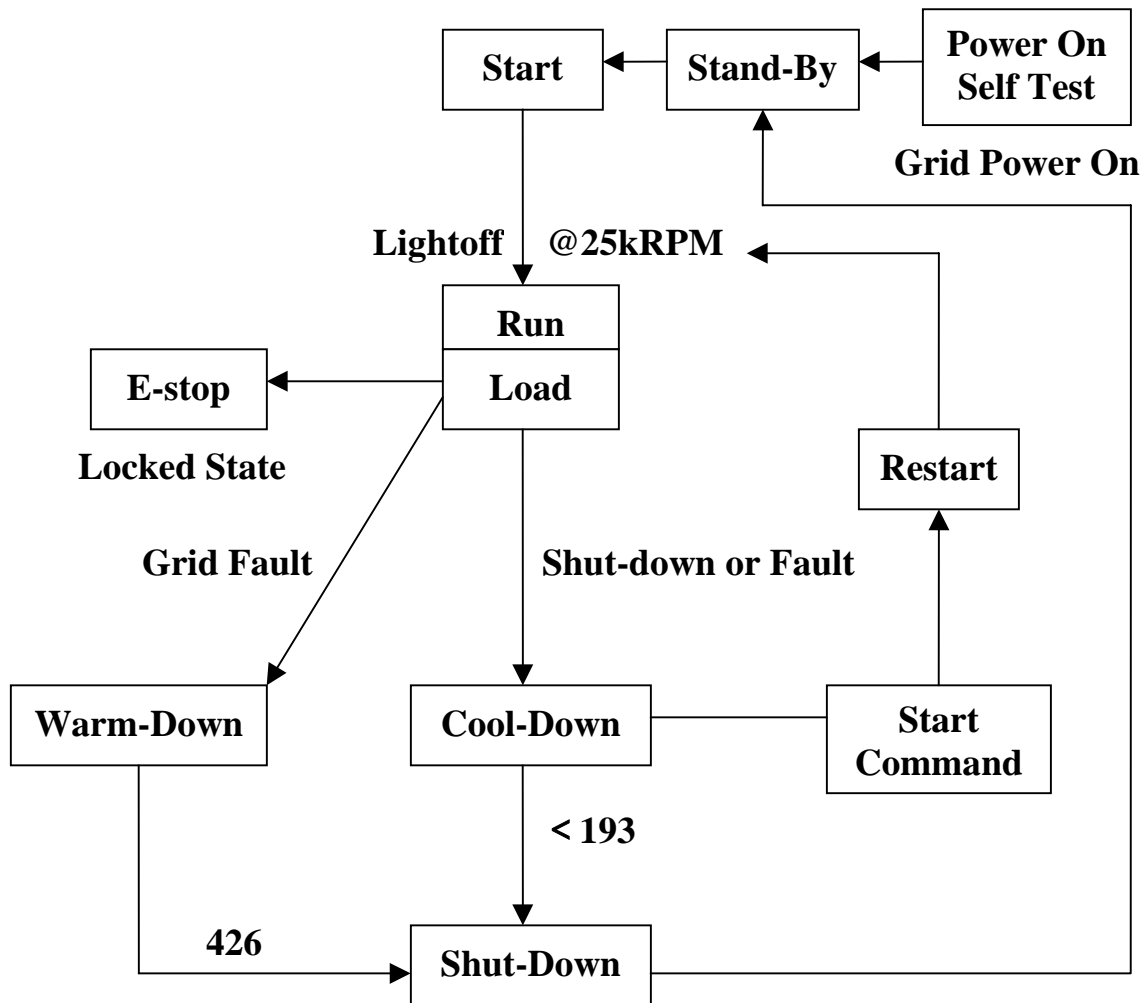 Start
Stand-By
Power On
Self Test
Grid Power On
Lightoff @25kRPM
Run
Load
E-stop
Locked State
Restart
Grid Fault
Shut-down or Fault
Warm-Down
Cool-Down
Start
Command
< 193
426
Shut-Down